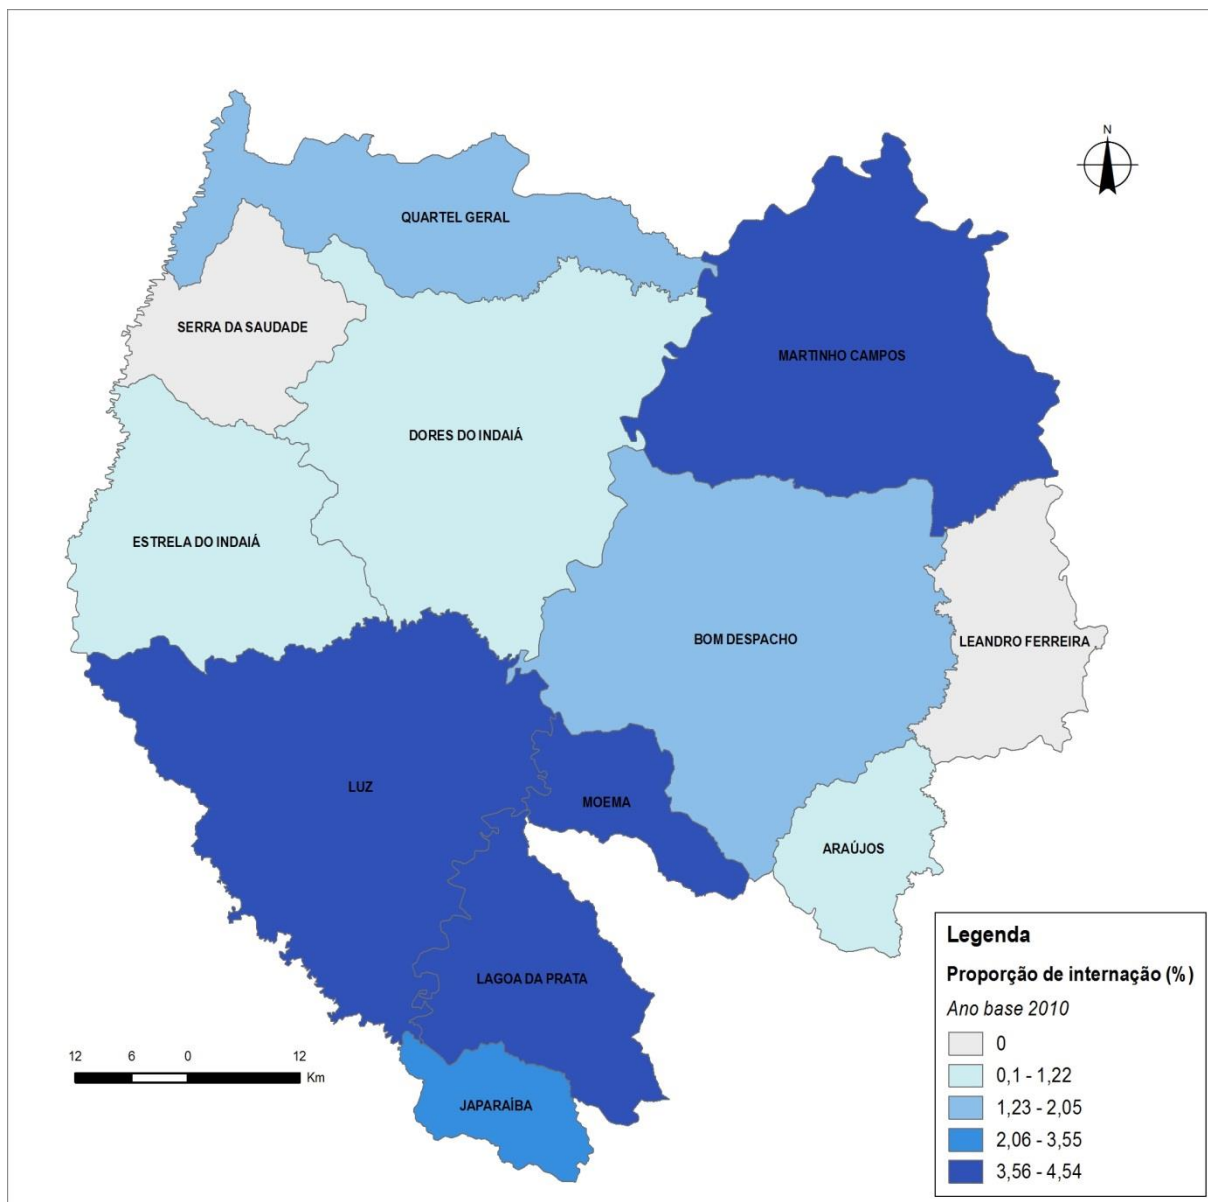 N
QUARTEL GERAL
SERRA DA SAUDADE
MARTINHO CAMPOS
DORES DO INDAIÁ
ESTRELA DO INDAIÁ
BOM DESPACHO
LEANDRO FERREIRA
LUZ
MOEMA
ARAÚJOS
LAGOA DA PRATA
JAPARAÍBA
12 6 0 12
Km
Legenda
Proporção de internação (%)
Ano base 2010
0
0,1 - 1,22
1,23 - 2,05
2,06 - 3,55
3,56 - 4,54